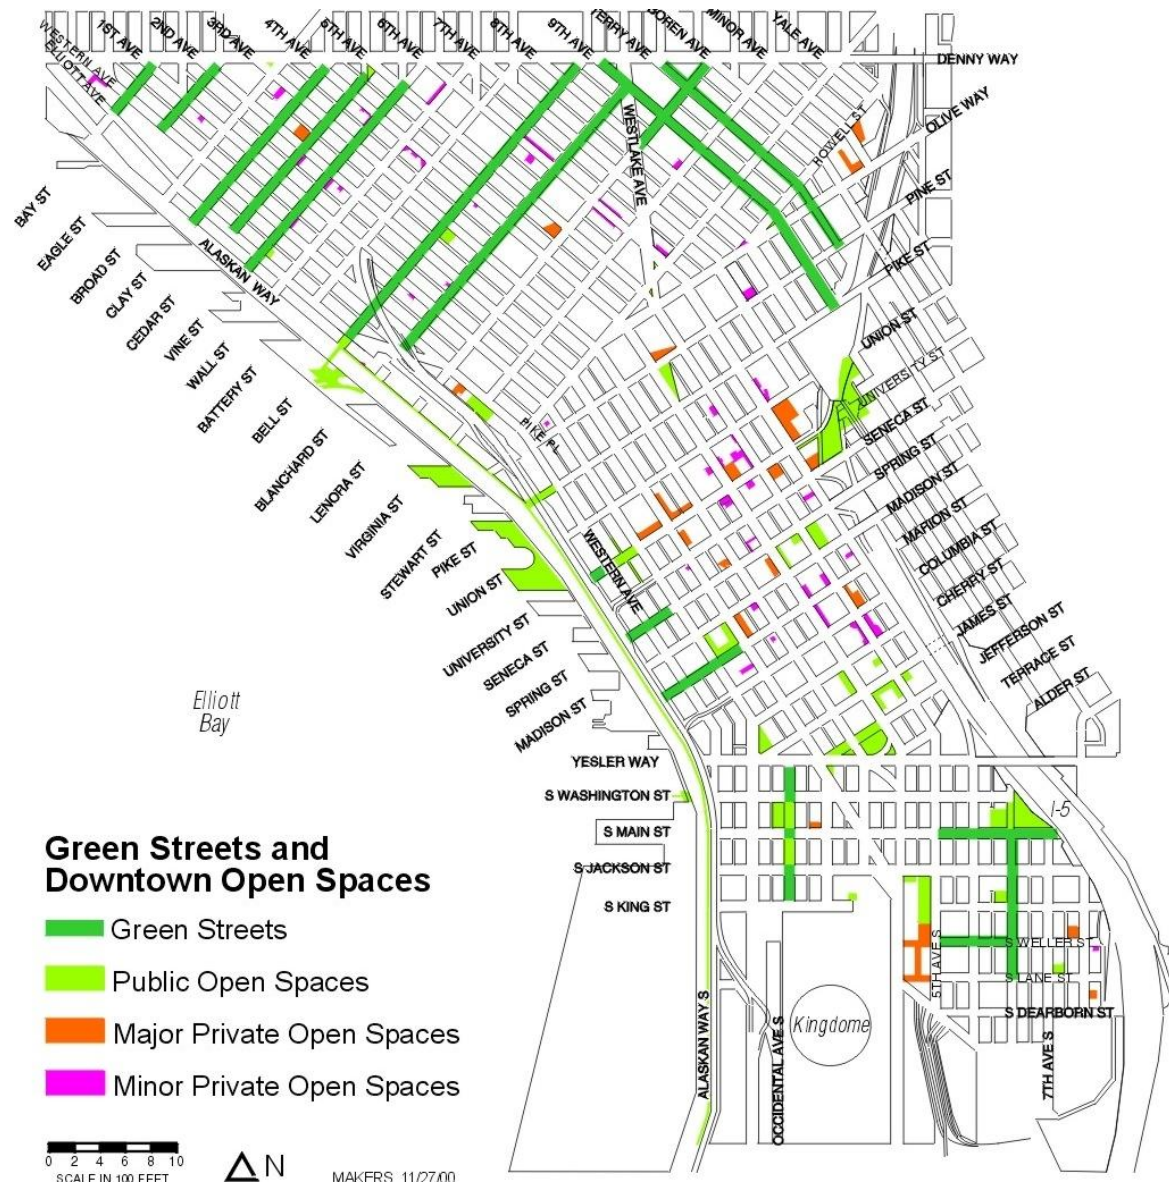 WESTERN AVE
ELLIOTT AVE
1ST AVE
2ND AVE
3RD AVE
4TH AVE
5TH AVE
6TH AVE
7TH AVE
8TH AVE
9TH AVE
TERRY AVE
BOREN AVE
MINOR AVE
YALE AVE
DENNY WAY
OLIVE WAY
HOWELL ST
WESTLAKE AVE
PINE ST
PIKE ST
UNION ST
UNIVERSITY ST
SENECA ST
SPRING ST
MADISON ST
MARION ST
COLUMBIA ST
CHERRY ST
JAMES ST
JEFFERSON ST
TERRACE ST
ALDER ST
BAY ST
EAGLE ST
BROAD ST
CLAY ST
CEDAR ST
VINE ST
WALL ST
BATTERY ST
BELL ST
BLANCHARD ST
LENORA ST
VIRGINIA ST
STEWART ST
PIKE ST
UNION ST
UNIVERSITY ST
SENECA ST
SPRING ST
MADISON ST
ALASKAN WAY
PIKE PL
WESTERN AVE
Elliott
Bay
YESLER WAY
S WASHINGTON ST
S MAIN ST
S JACKSON ST
S KING ST
I-5
S WELLER ST
S LANE ST
S DEARBORN ST
5TH AVE S
7TH AVE S
ALASKAN WAY S
OCCIDENTAL AVE S
Kingdome
Green Streets and
Downtown Open Spaces
Green Streets
Public Open Spaces
Major Private Open Spaces
Minor Private Open Spaces
0 2 4 6 8 10
SCALE IN 100 FEET
N
MAKERS 11/27/00